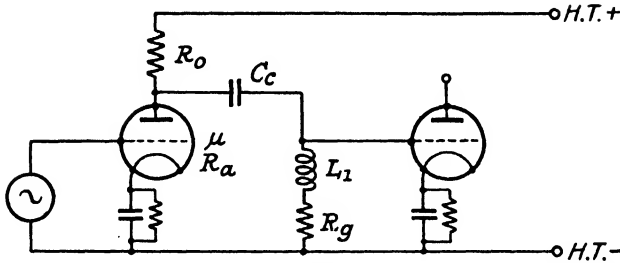 H.T.+
R₀
C_c
μ
R_a
L₁
R_g
H.T.-